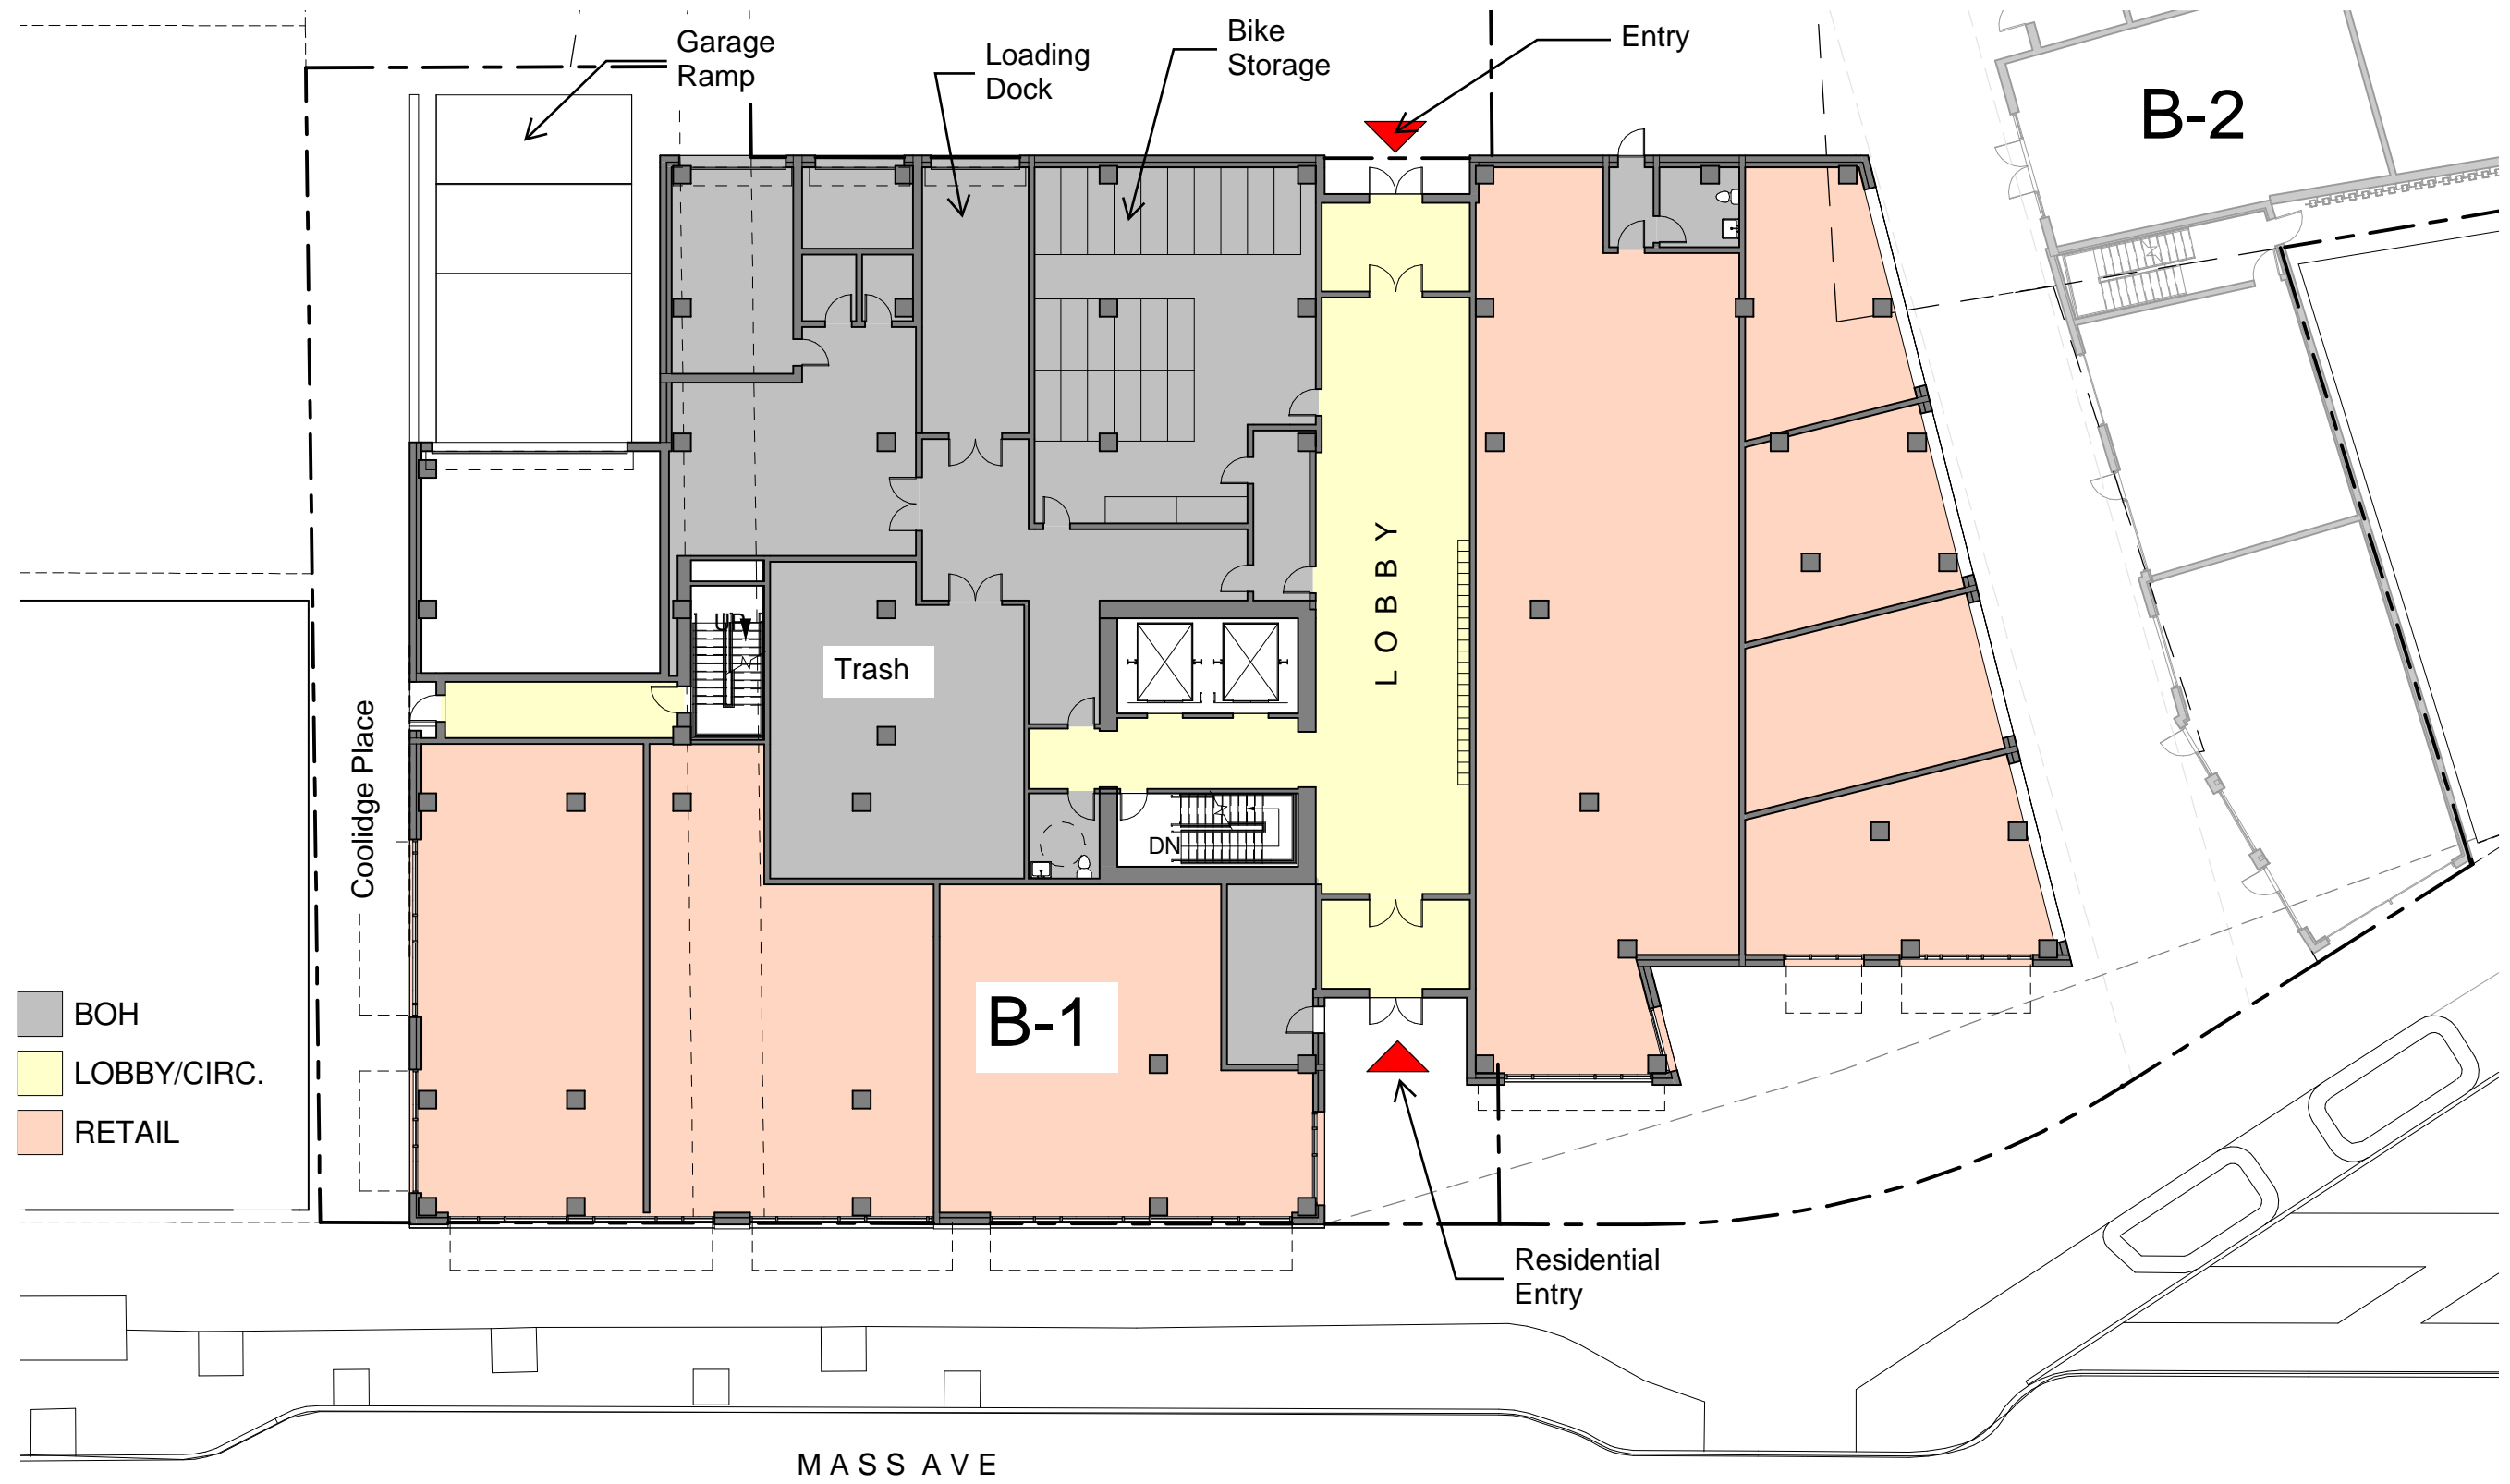 Garage
Ramp
Loading
Dock
Bike
Storage
Entry
B-2
LOBBY
UP
Trash
Coolidge Place
DN
BOH
LOBBY/CIRC.
RETAIL
B-1
Residential
Entry
MASS AVE